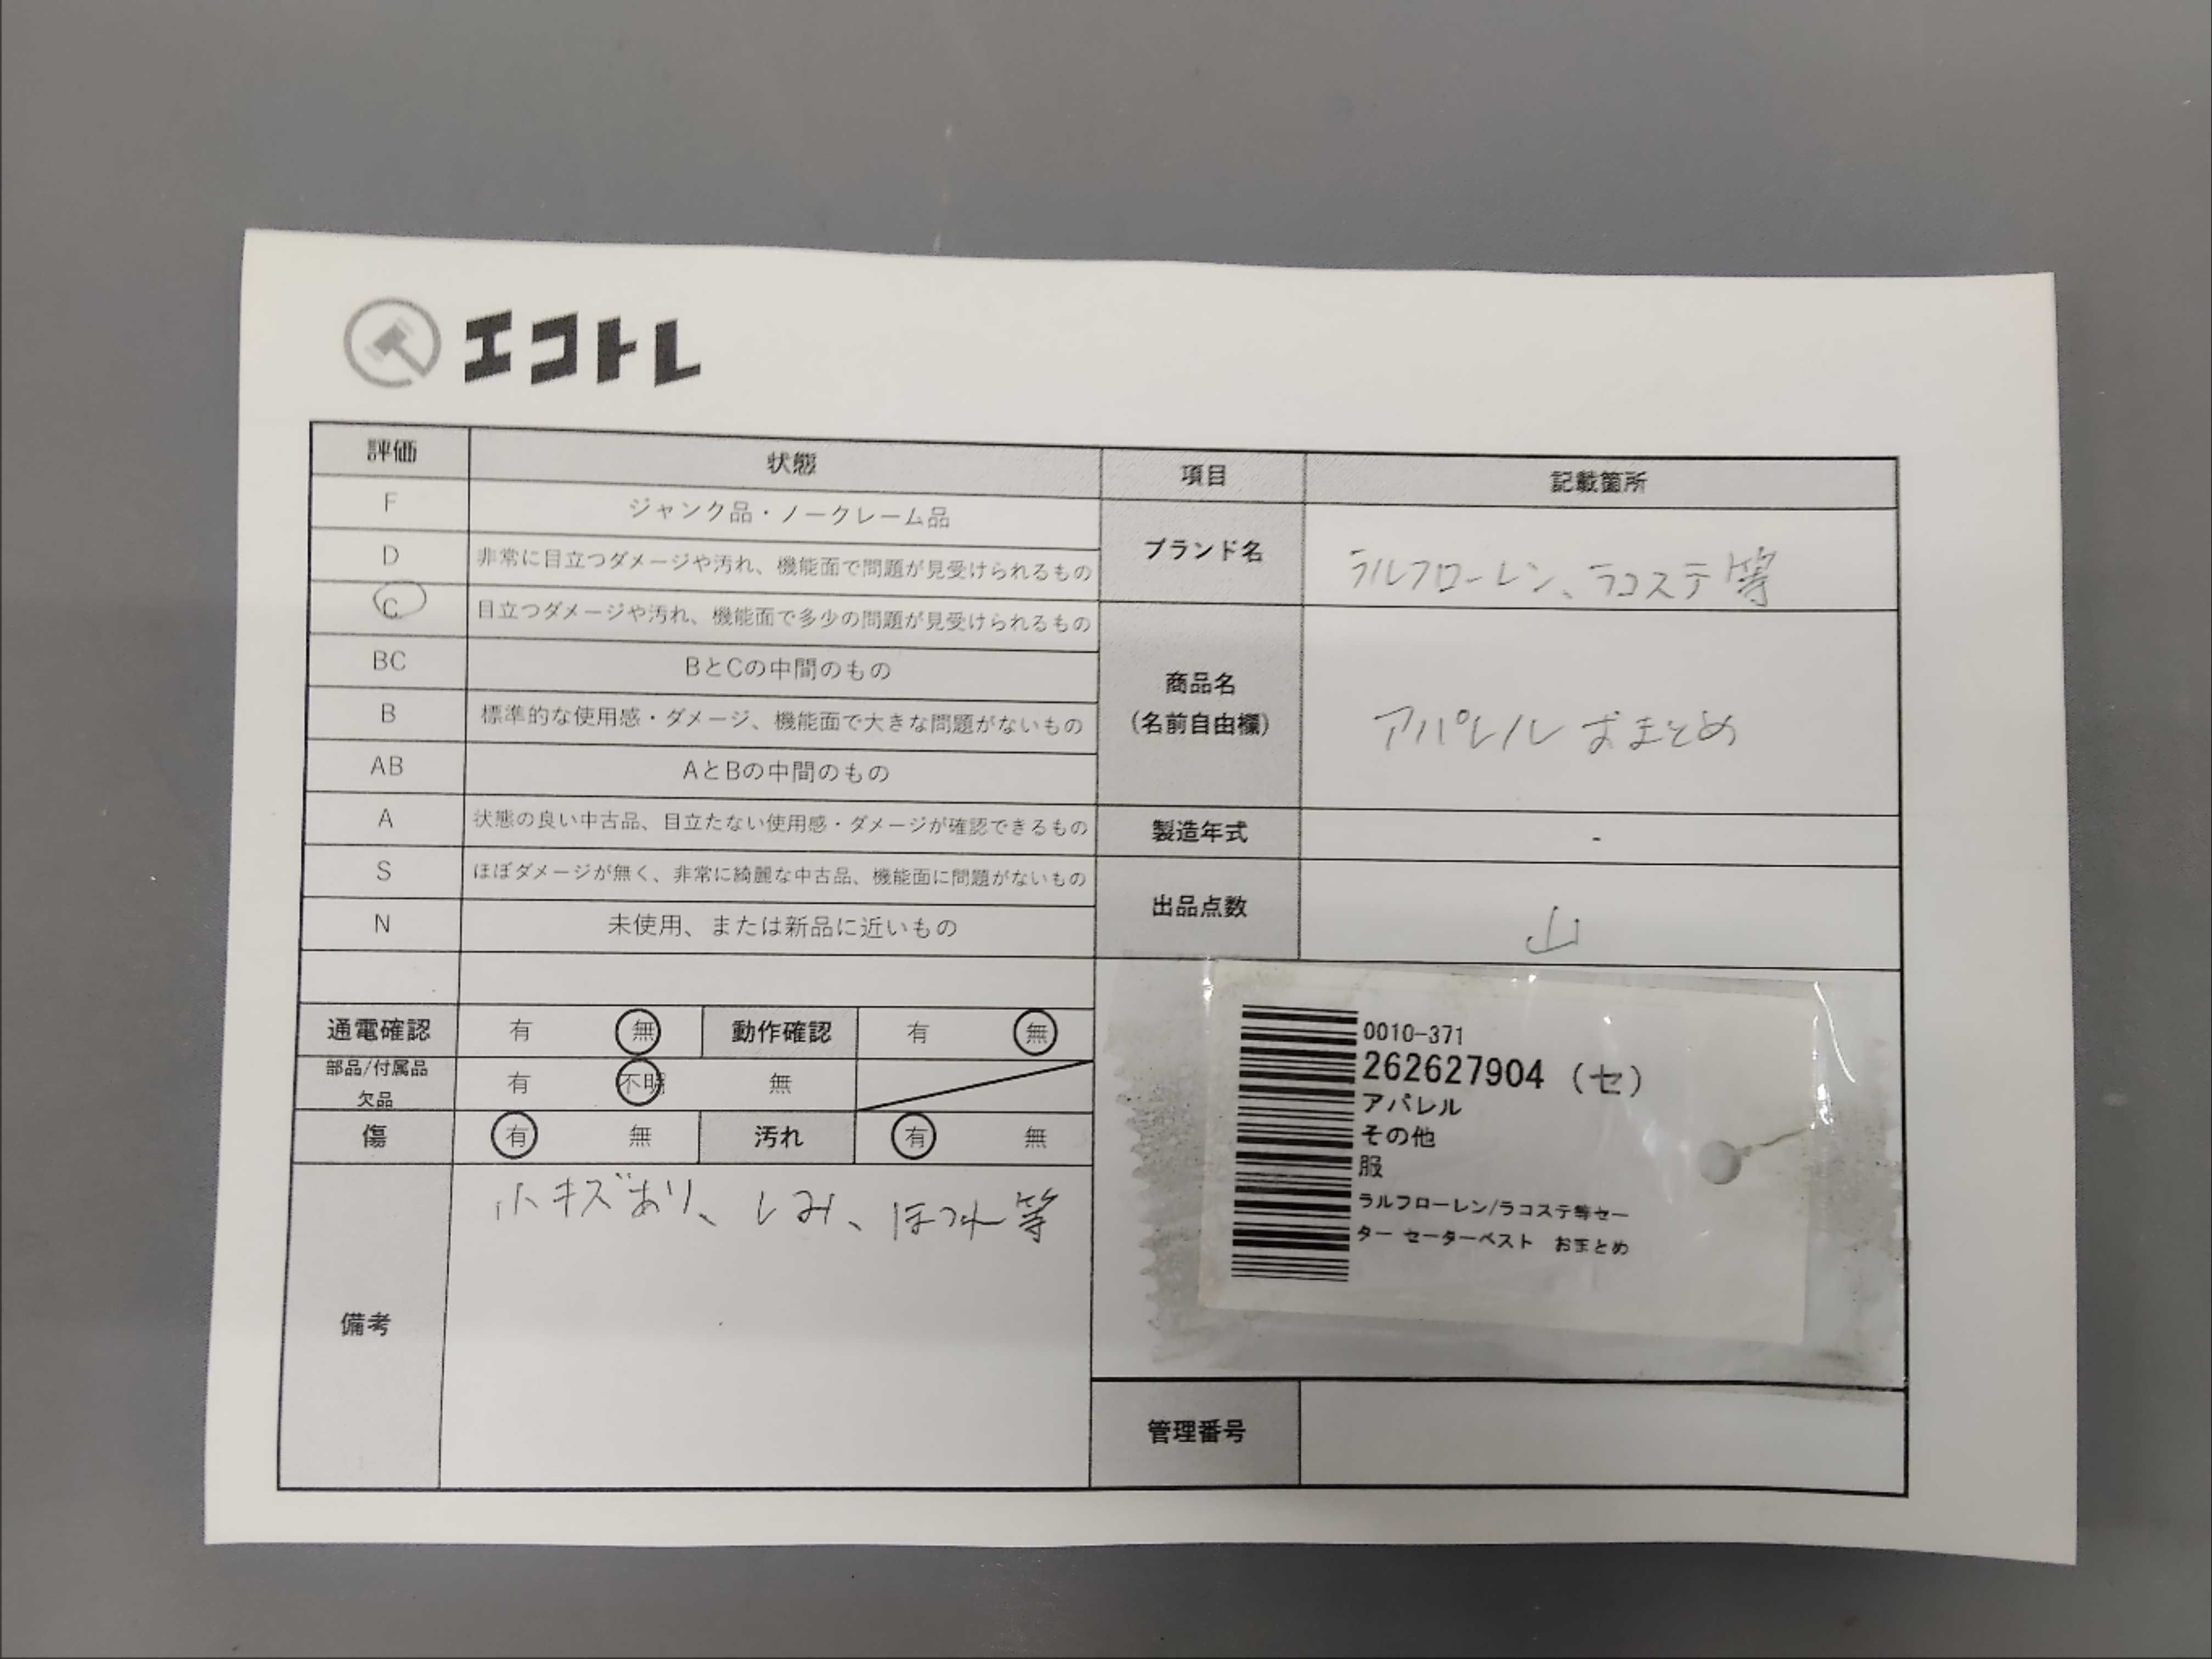 エコトレ
評価 状態 項目 記載箇所
F ジャンク品・ノークレーム品
D 非常に目立つダメージや汚れ、機能面で問題が見受けられるもの
C 目立つダメージや汚れ、機能面で多少の問題が見受けられるもの
BC BとCの中間のもの
B 標準的な使用感・ダメージ、機能面で大きな問題がないもの
AB AとBの中間のもの
A 状態の良い中古品、目立たない使用感・ダメージが確認できるもの
S ほぼダメージが無く、非常に綺麗な中古品、機能面に問題がないもの
N 未使用、または新品に近いもの
ブランド名 ラルフローレン、ラコステ等
商品名
(名前自由欄)
アパレルおまとめ
製造年式 -
出品点数 山
通電確認 有 無 動作確認 有 無
部品/付属品
欠品
有 不明 無
傷 有 無 汚れ 有 無
備考 小キズあり、しみ、ほつれ等
0010-371
262627904 (セ)
アパレル
その他
服
ラルフローレン/ラコステ等セー
ター セーターベスト おまとめ
管理番号